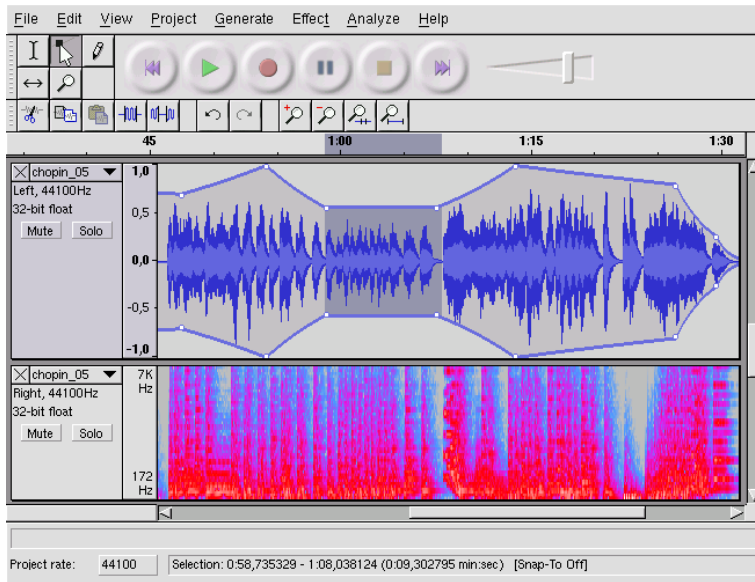 File Edit View Project Generate Effect Analyze Help
45 1:00 1:15 1:30
chopin_05
Left, 44100Hz
32-bit float
Mute Solo
1,0
0,5
0,0
-0,5
-1,0
chopin_05
Right, 44100Hz
32-bit float
Mute Solo
7K
Hz
172
Hz
Project rate: 44100 Selection: 0:58,735329 - 1:08,038124 (0:09,302795 min:sec) [Snap-To Off]